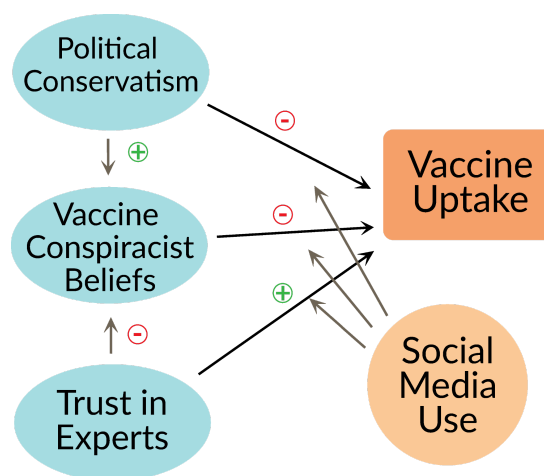 Political
Conservatism
-
+
Vaccine
Uptake
Vaccine
Conspiracist
Beliefs
-
+
-
Trust in
Experts
Social
Media
Use